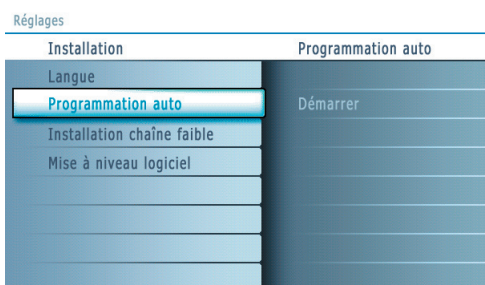 Réglages
Installation
Programmation auto
Langue
Programmation auto
Démarrer
Installation chaîne faible
Mise à niveau logiciel